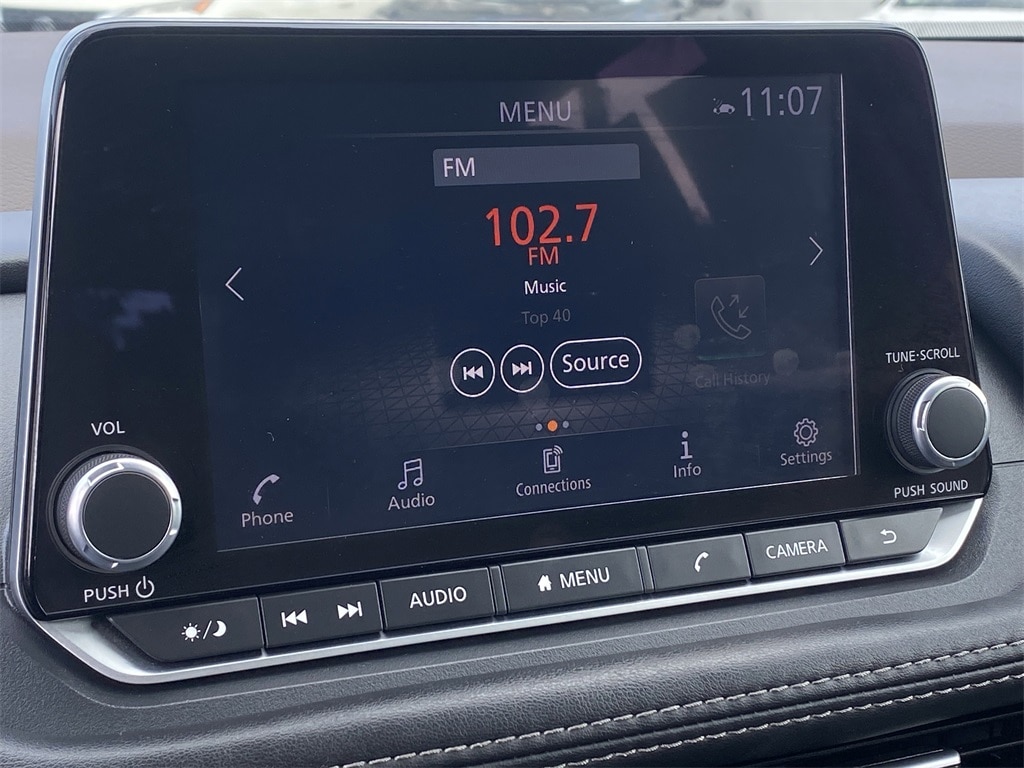 MENU
11:07
FM
102.7
FM
Music
Top 40
Source
Call History
TUNE·SCROLL
VOL
Phone
Audio
Connections
Info
Settings
PUSH SOUND
PUSH
AUDIO
MENU
CAMERA